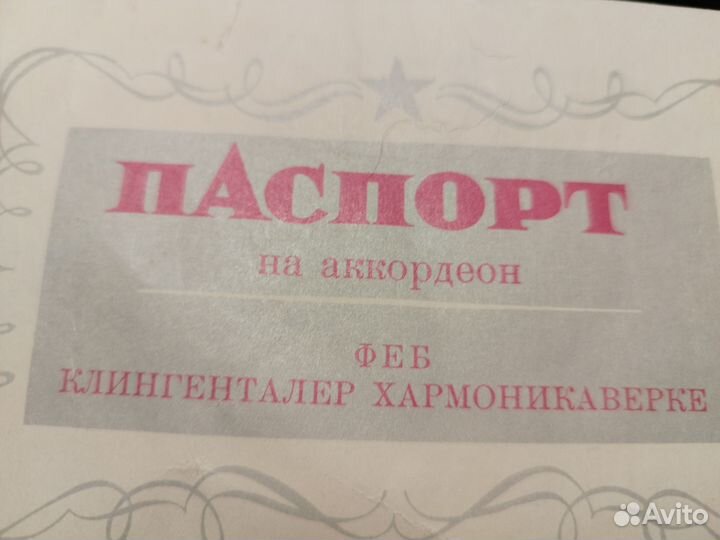 ПАСПОРТ
на аккордеон
ФЕБ
КЛИНГЕНТАЛЕР ХАРМОНИКАВЕРКЕ
Avito